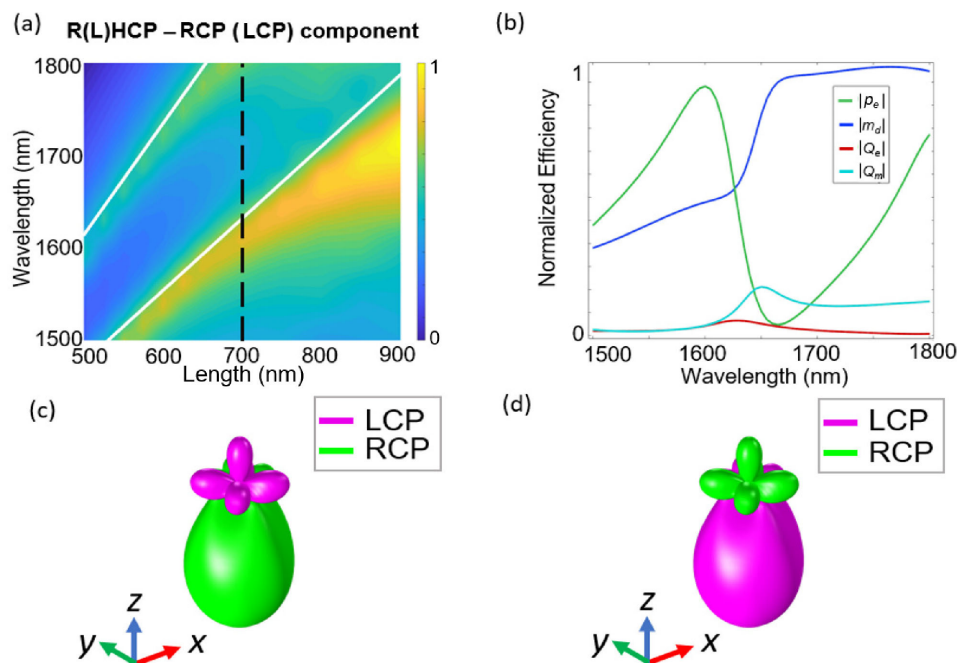 (a)
R(L)HCP – RCP (LCP) component
1800
1700
1600
1500
Wavelength (nm)
500 600 700 800 900
Length (nm)
1
0
(b)
1
0
Normalized Efficiency
|pe|
|md|
|Qe|
|Qm|
1500 1600 1700 1800
Wavelength (nm)
(c)
LCP
RCP
z
y
x
(d)
LCP
RCP
z
y
x